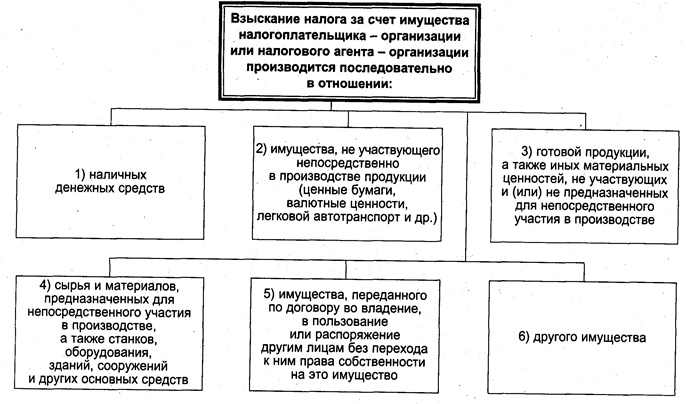 Взыскание налога за счет имущества
налогоплательщика – организации
или налогового агента – организации
производится последовательно
в отношении:
1) наличных
денежных средств
2) имущества, не участвующего
непосредственно
в производстве продукции
(ценные бумаги,
валютные ценности,
легковой автотранспорт и др.)
3) готовой продукции,
а также иных материальных
ценностей, не участвующих
и (или) не предназначенных
для непосредственного
участия в производстве
4) сырья и материалов,
предназначенных для
непосредственного участия
в производстве,
а также станков,
оборудования,
зданий, сооружений
и других основных средств
5) имущества, переданного
по договору во владение,
в пользование
или распоряжение
другим лицам без перехода
к ним права собственности
на это имущество
6) другого имущества